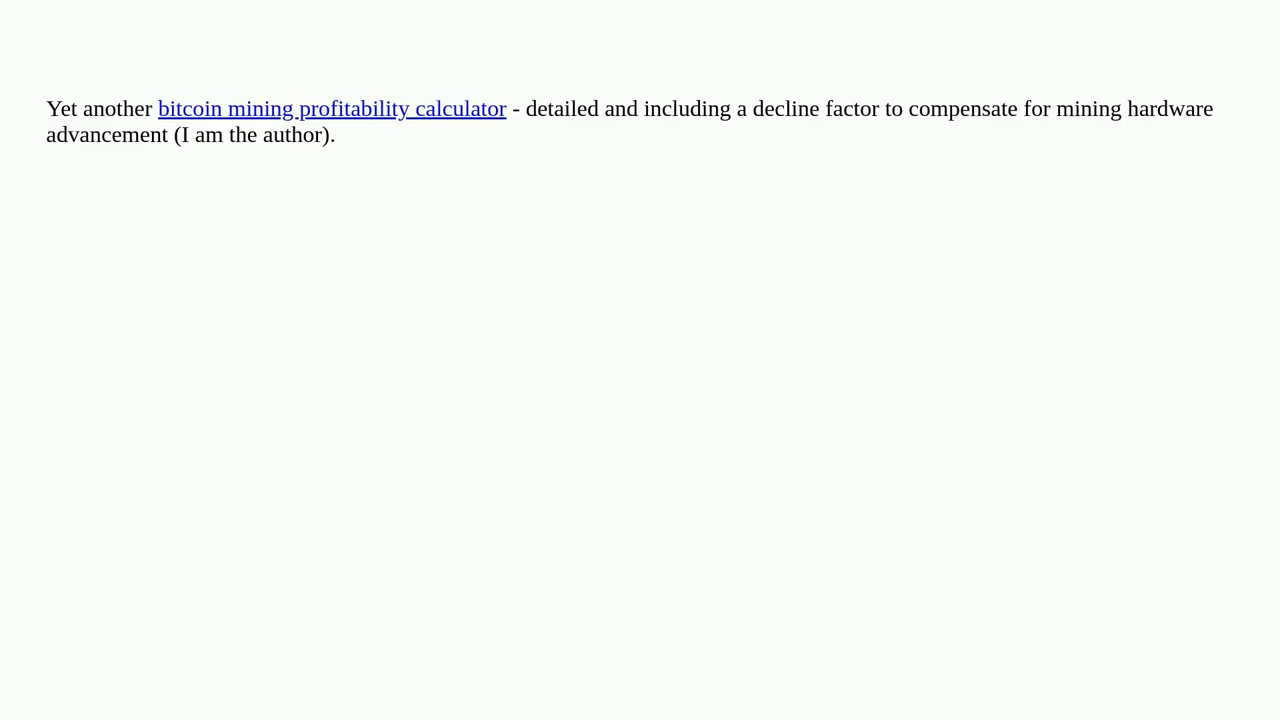 Yet another bitcoin mining profitability calculator - detailed and including a decline factor to compensate for mining hardware
advancement (I am the author).